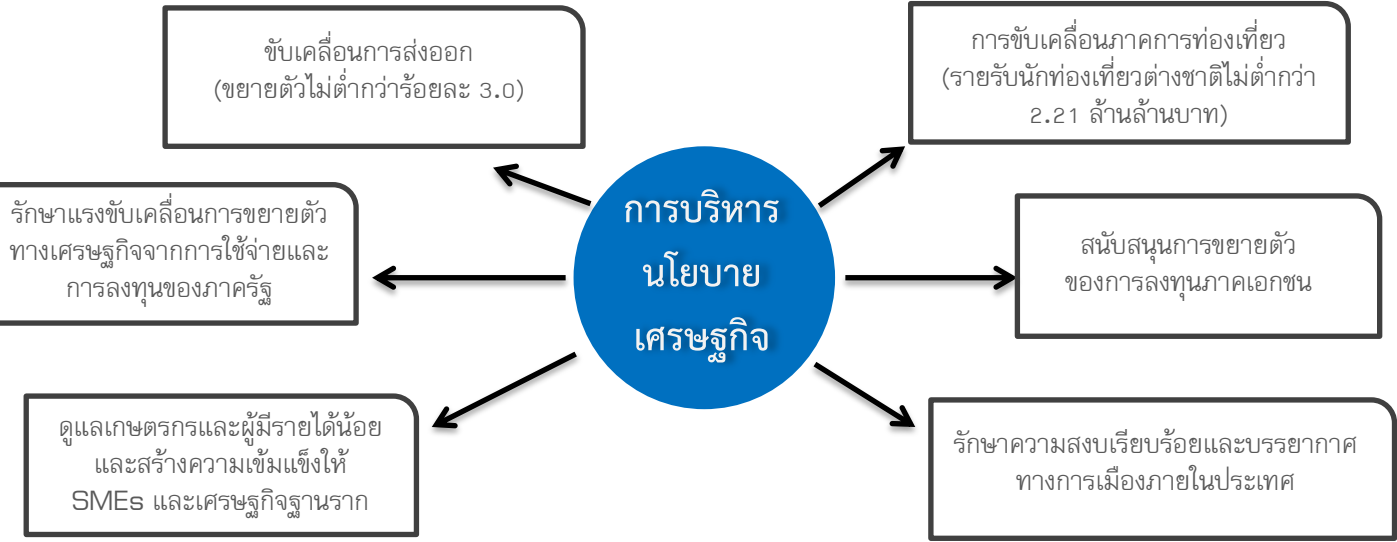 ขับเคลื่อนการส่งออก
(ขยายตัวไม่ต่ำกว่าร้อยละ 3.0)
การขับเคลื่อนภาคการท่องเที่ยว
(รายรับนักท่องเที่ยวต่างชาติไม่ต่ำกว่า
2.21 ล้านล้านบาท)
การบริหาร
นโยบาย
เศรษฐกิจ
รักษาแรงขับเคลื่อนการขยายตัว
ทางเศรษฐกิจจากการใช้จ่ายและ
การลงทุนของภาครัฐ
สนับสนุนการขยายตัว
ของการลงทุนภาคเอกชน
ดูแลเกษตรกรและผู้มีรายได้น้อย
และสร้างความเข้มแข็งให้
SMEs และเศรษฐกิจฐานราก
รักษาความสงบเรียบร้อยและบรรยากาศ
ทางการเมืองภายในประเทศ